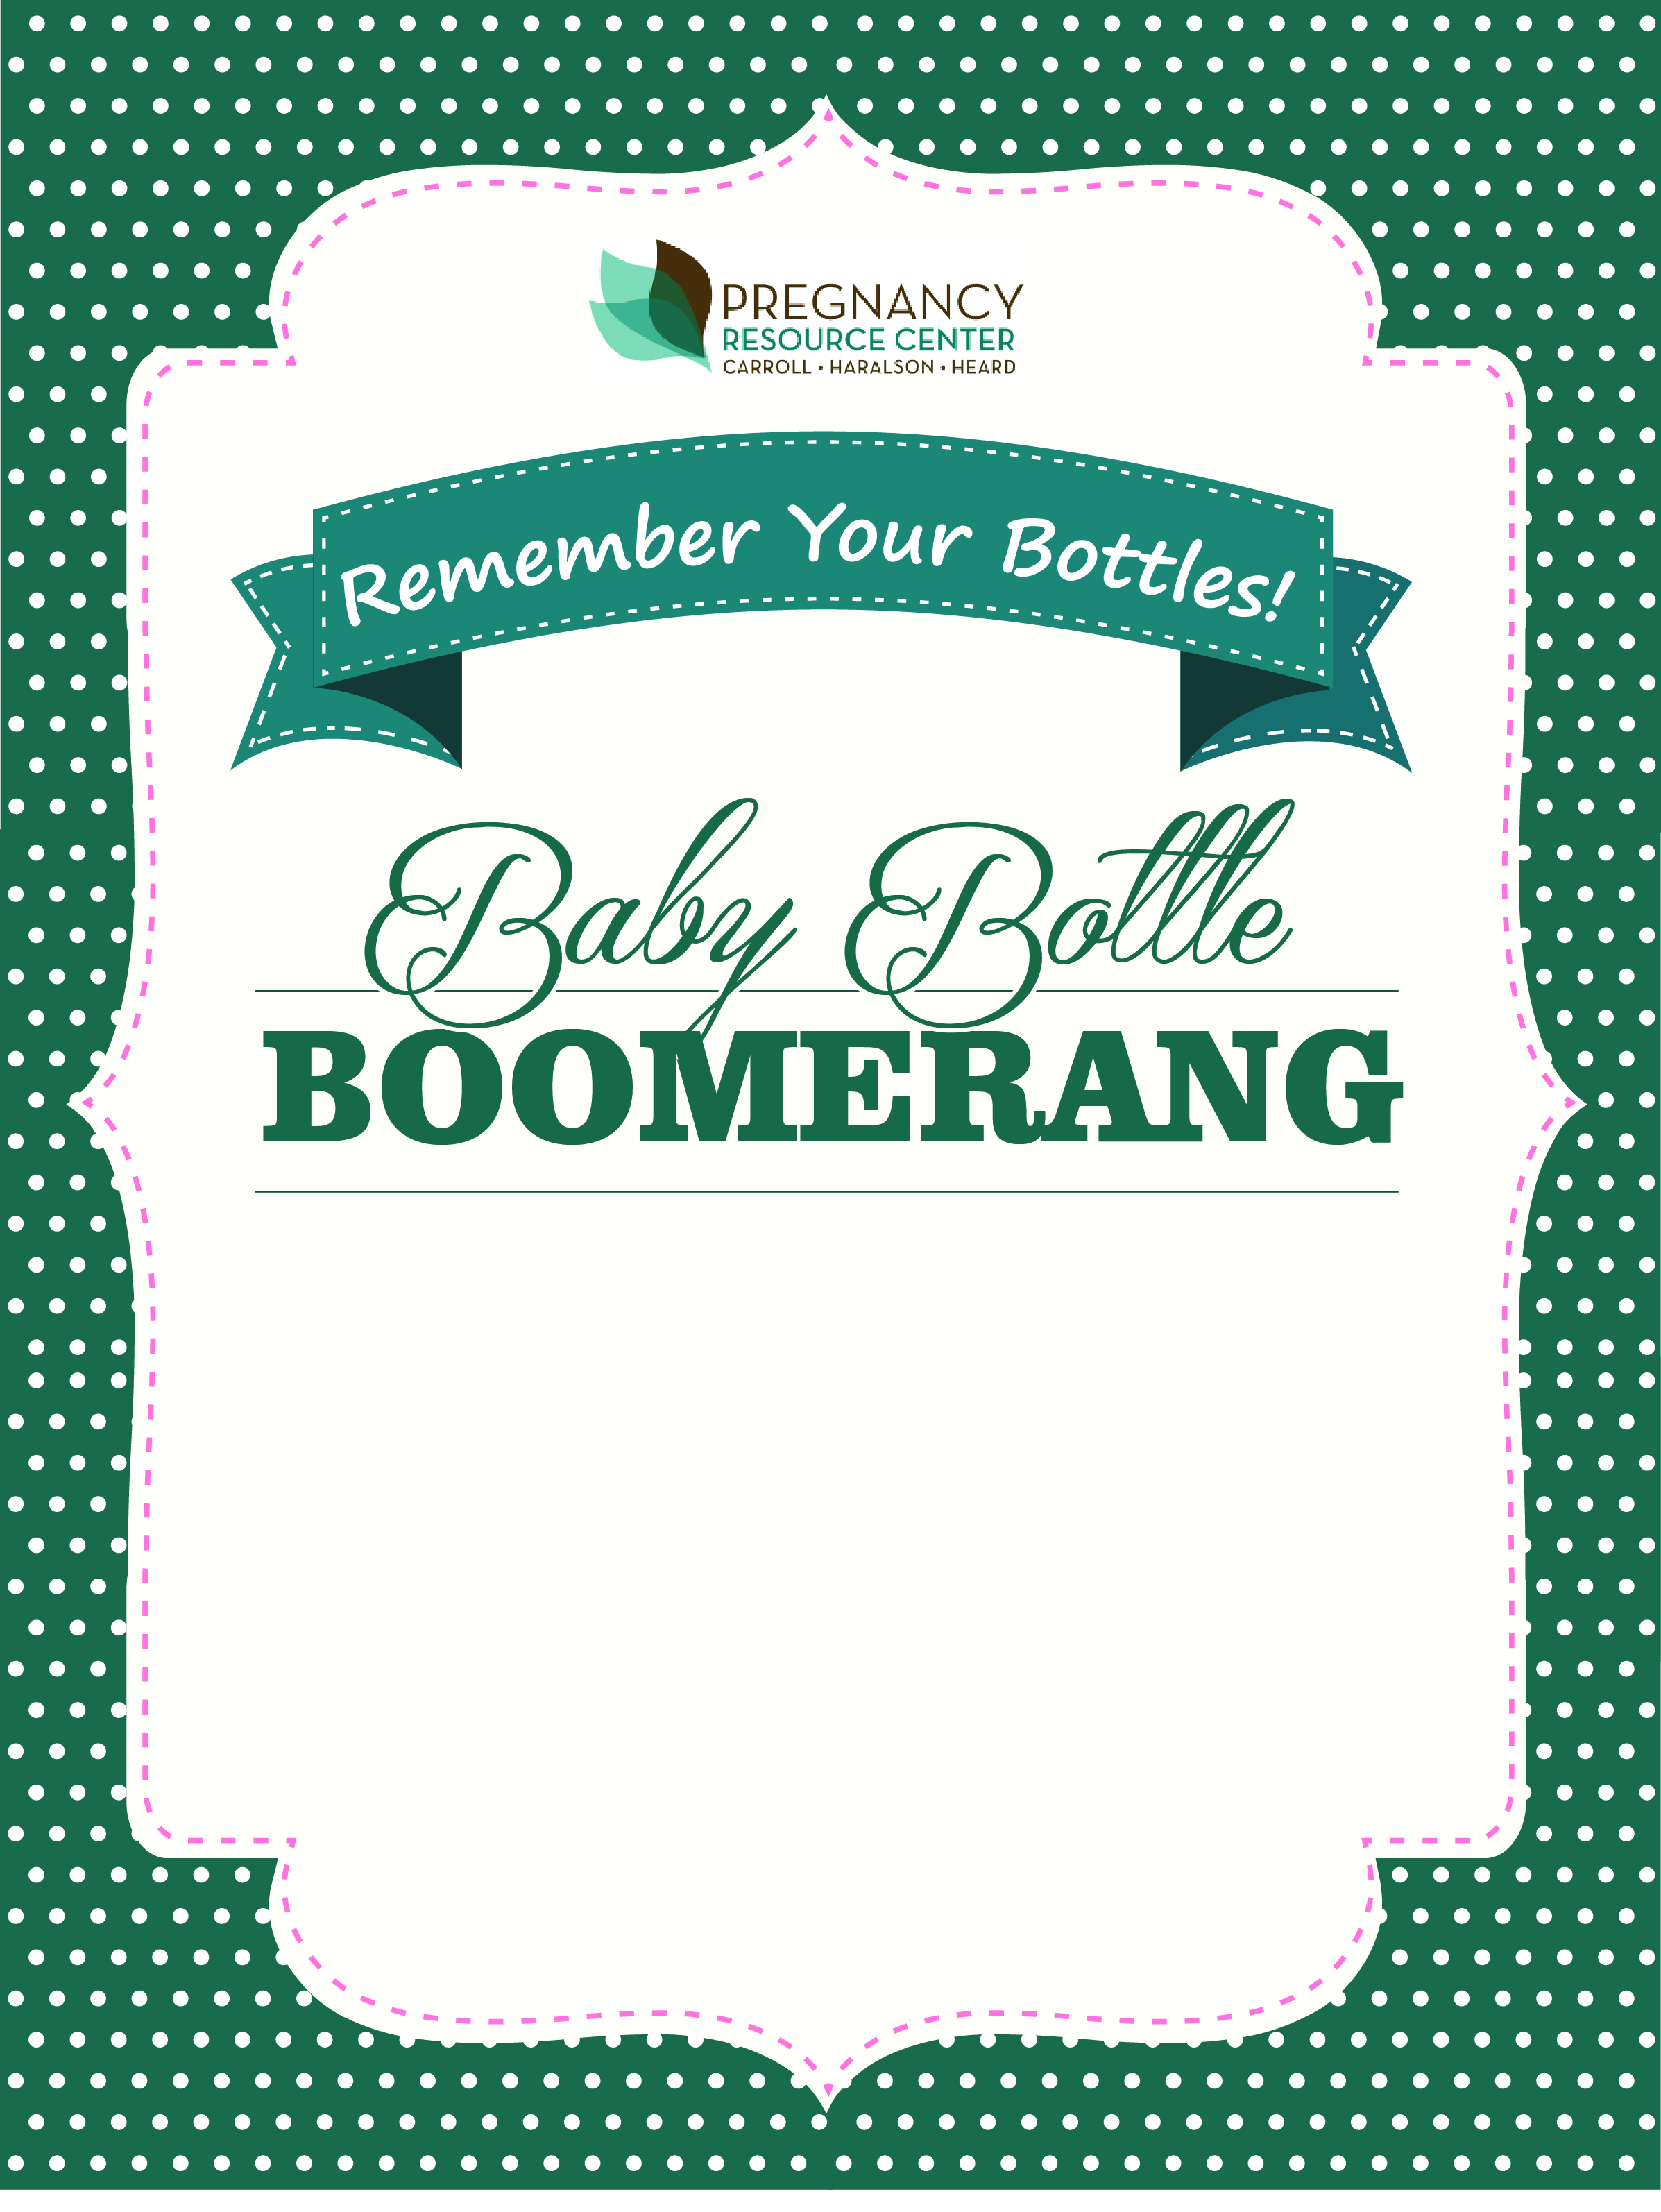 PREGNANCY
RESOURCE CENTER
CARROLL • HARALSON • HEARD
Remember Your Bottles!
Baby Bottle
BOOMERANG